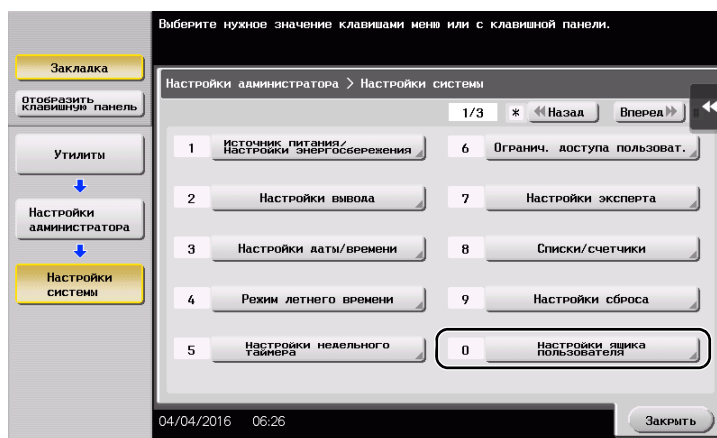 Выберите нужное значение клавишами меню или с клавишной панели.
Закладка
Отобразить
клавишную панель
Утилиты
Настройки
администратора
Настройки
системы
Настройки администратора > Настройки системы
1/3 * Назад Вперед
1 Источник питания/
Настройки энергосбережения
2 Настройки вывода
3 Настройки даты/времени
4 Режим летнего времени
5 Настройки недельного
таймера
6 Огранич. доступа пользоват.
7 Настройки эксперта
8 Списки/счетчики
9 Настройки сброса
0 Настройки ящика
пользователя
04/04/2016 06:26
Закрыть